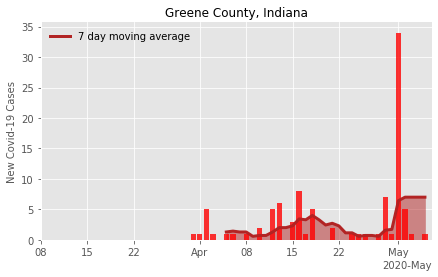 Greene County, Indiana
7 day moving average
New Covid-19 Cases
35
30
25
20
15
10
5
0
08
15
22
Apr
08
15
22
May
2020-May